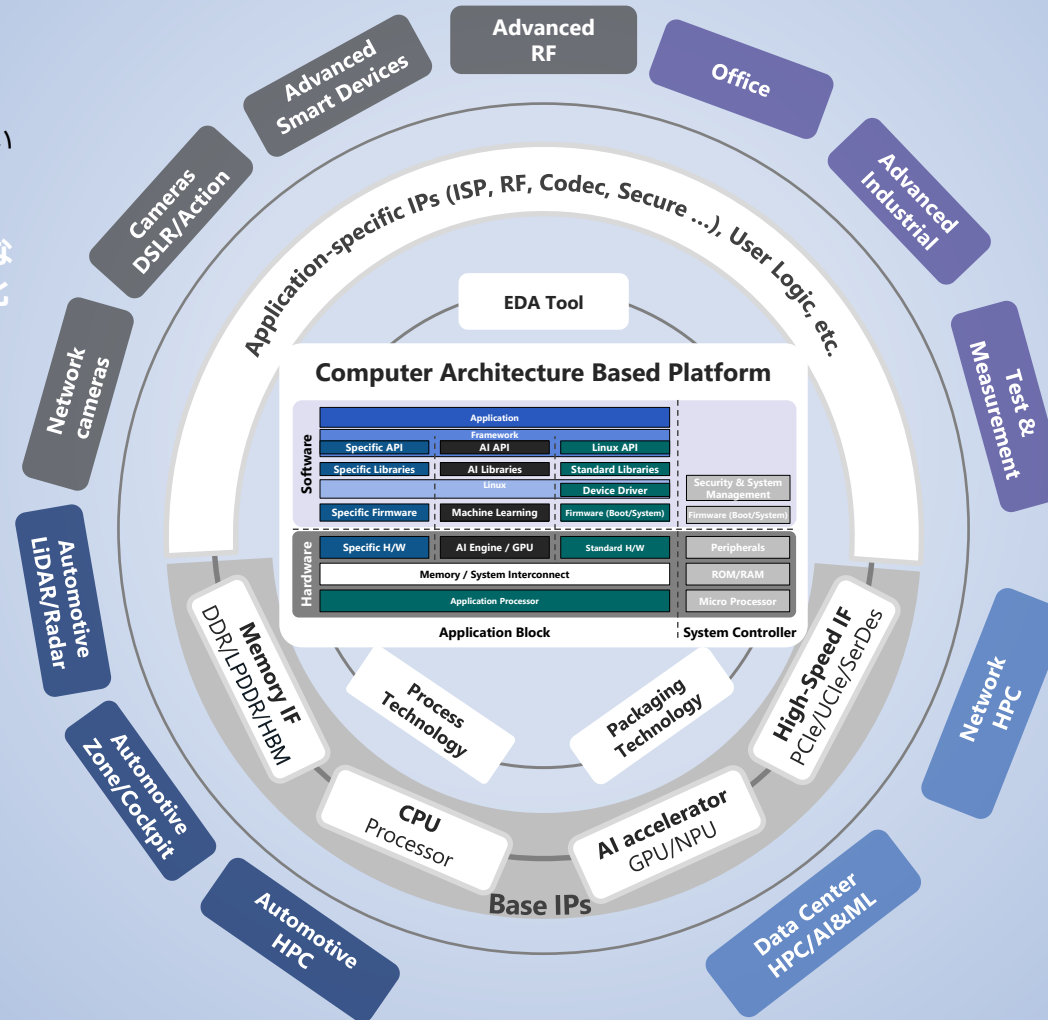 Advanced
RF
Advanced
Smart Devices
Office
Cameras
DSLR/Action
Advanced
Industrial
Network
cameras
Test &
Measurement
Automotive
LiDAR/Radar
Network
HPC
Automotive
Zone/Cockpit
Data Center
HPC/AI&ML
Automotive
HPC
Application-specific IPs (ISP, RF, Codec, Secure ...), User Logic, etc.
EDA Tool
Computer Architecture Based Platform
Software
Application
Framework
Specific API
AI API
Linux API
Specific Libraries
AI Libraries
Standard Libraries
Linux
Device Driver
Security & System
Management
Specific Firmware
Machine Learning
Firmware (Boot/System)
Firmware (Boot/System)
Hardware
Specific H/W
AI Engine / GPU
Standard H/W
Peripherals
Memory / System Interconnect
ROM/RAM
Application Processor
Micro Processor
Application Block
System Controller
Process
Technology
Packaging
Technology
Memory IF
DDR/LPDDR/HBM
High-Speed IF
PCIe/UCIe/SerDes
CPU
Processor
AI accelerator
GPU/NPU
Base IPs